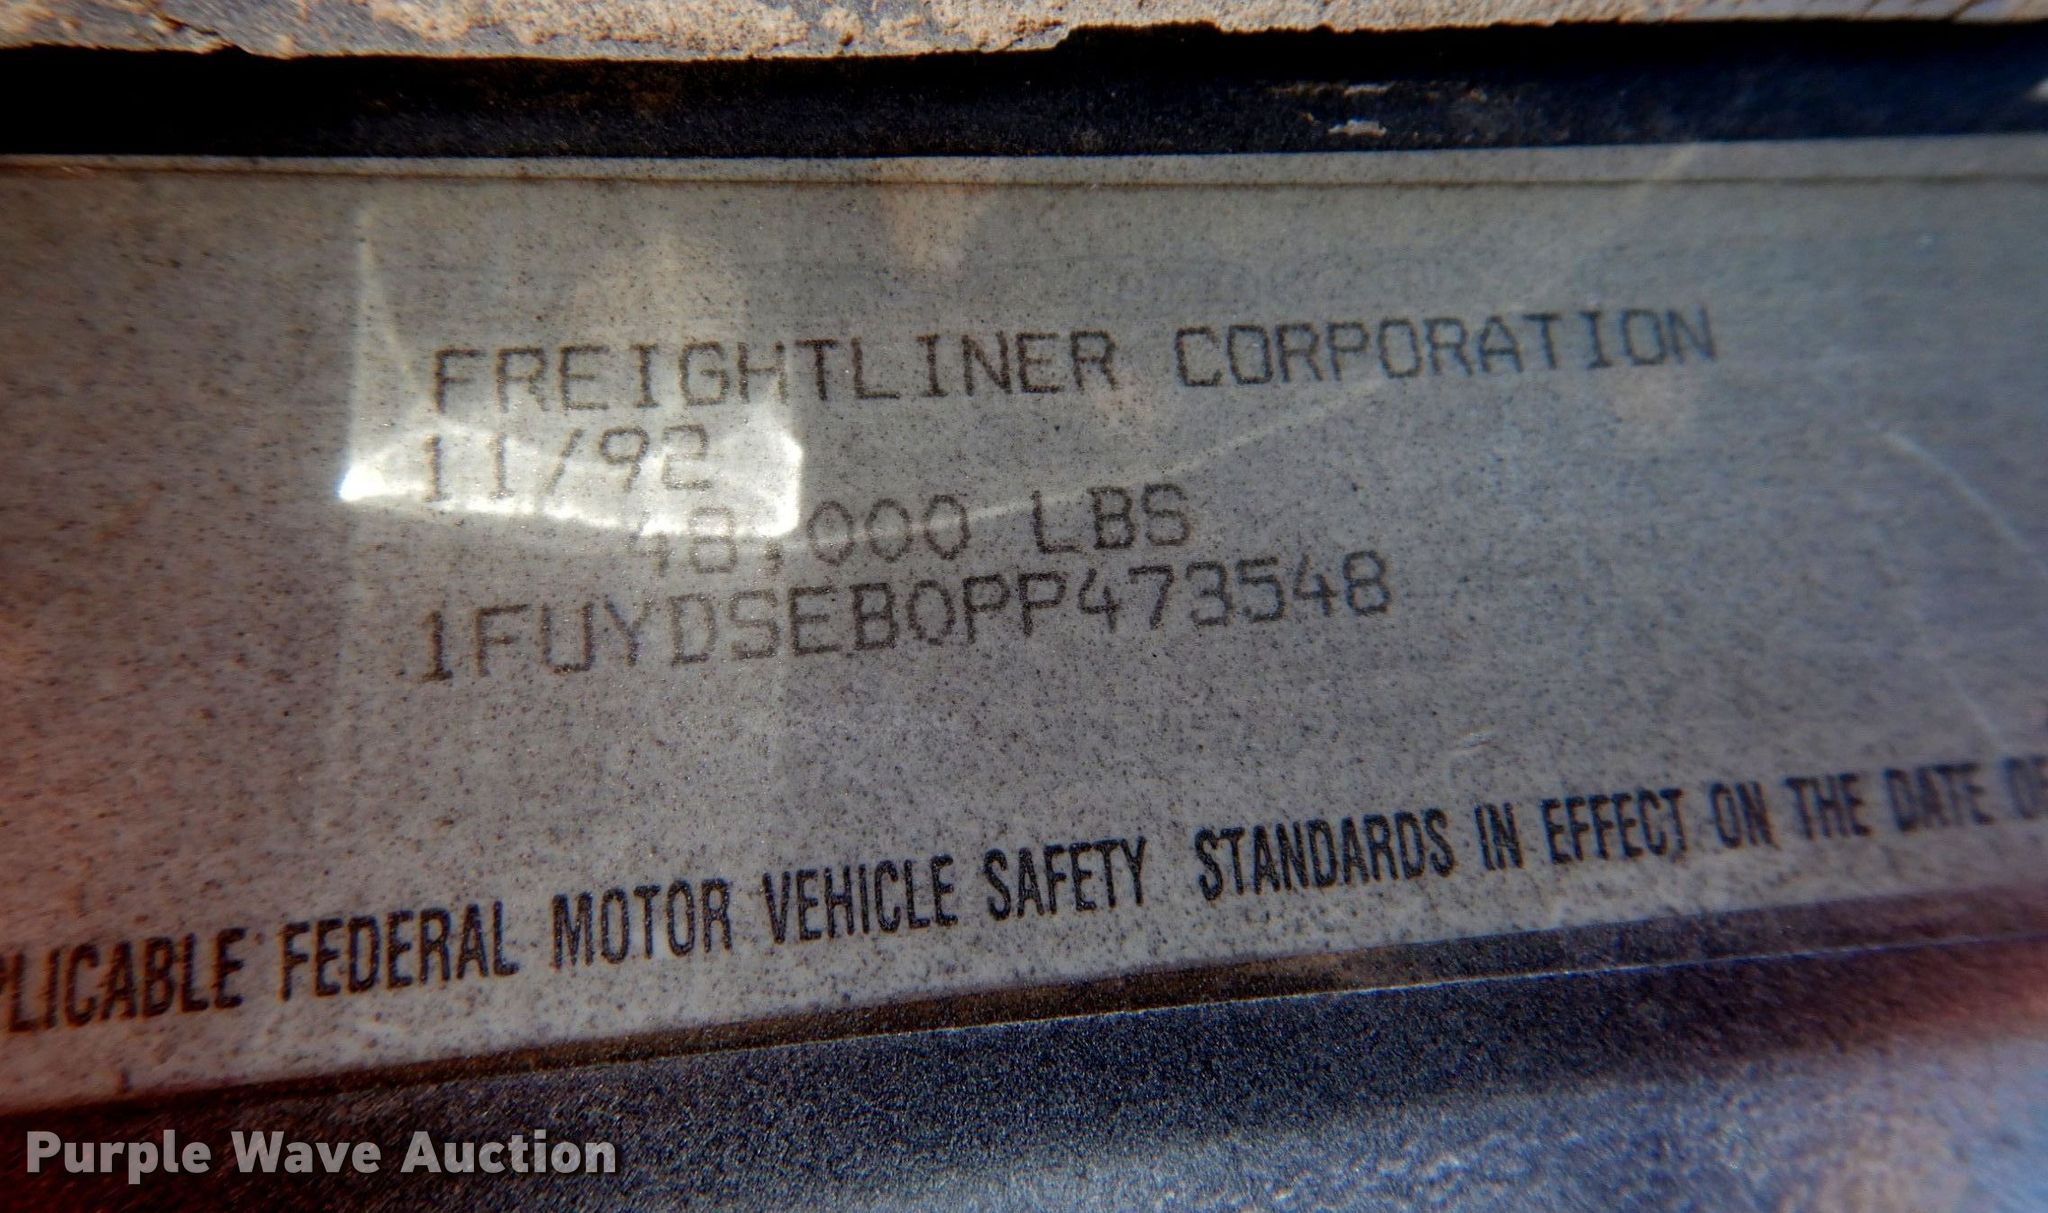 FREIGHTLINER CORPORATION
11/92
48,000 LBS
1FUYDSEB0PP473548
PLICABLE FEDERAL MOTOR VEHICLE SAFETY STANDARDS IN EFFECT ON THE DATE OF
Purple Wave Auction